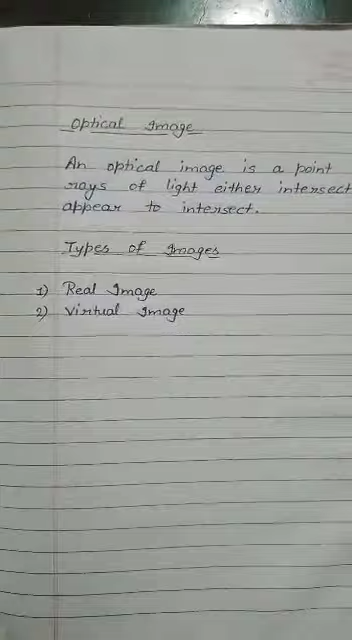 Optical Image
An optical image is a point
rays of light either intersect
appear to intersect.
Types of Images
1) Real Image
2) Virtual Image